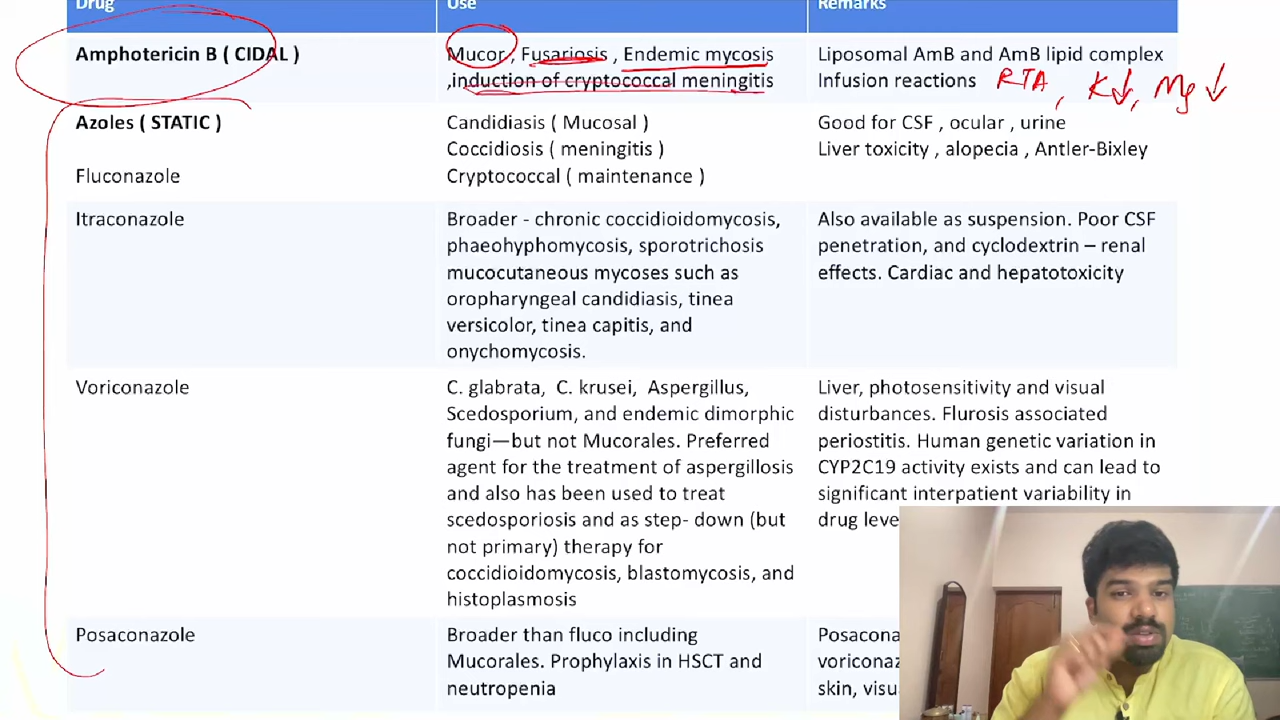 Drug Use Remarks
Amphotericin B ( CIDAL )
Mucor , Fusariosis , Endemic mycosis
,induction of cryptococcal meningitis
Liposomal AmB and AmB lipid complex
Infusion reactions RTA , K↓, Mg↓
Azoles ( STATIC )
Fluconazole
Candidiasis ( Mucosal )
Coccidiosis ( meningitis )
Cryptococcal ( maintenance )
Good for CSF , ocular , urine
Liver toxicity , alopecia , Antler-Bixley
Itraconazole
Broader - chronic coccidioidomycosis,
phaeohyphomycosis, sporotrichosis
mucocutaneous mycoses such as
oropharyngeal candidiasis, tinea
versicolor, tinea capitis, and
onychomycosis.
Also available as suspension. Poor CSF
penetration, and cyclodextrin – renal
effects. Cardiac and hepatotoxicity
Voriconazole
C. glabrata, C. krusei, Aspergillus,
Scedosporium, and endemic dimorphic
fungi—but not Mucorales. Preferred
agent for the treatment of aspergillosis
and also has been used to treat
scedosporiosis and as step- down (but
not primary) therapy for
coccidioidomycosis, blastomycosis, and
histoplasmosis
Liver, photosensitivity and visual
disturbances. Flurosis associated
periostitis. Human genetic variation in
CYP2C19 activity exists and can lead to
significant interpatient variability in
drug leve
Posaconazole
Broader than fluco including
Mucorales. Prophylaxis in HSCT and
neutropenia
Posacona
voriconaz
skin, visu